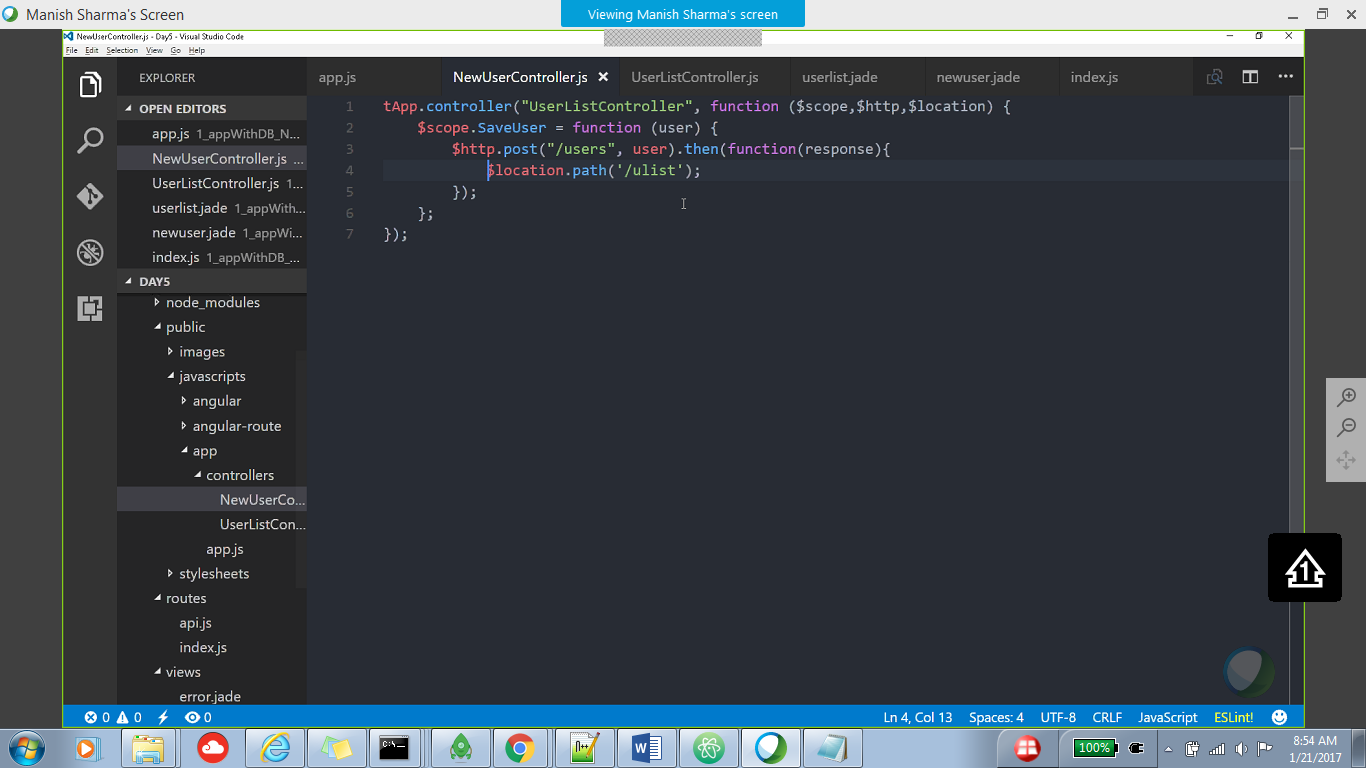 Manish Sharma's Screen
Viewing Manish Sharma's screen
NewUserController.js - Day5 - Visual Studio Code
File Edit Selection View Go Help
EXPLORER
app.js NewUserController.js UserListController.js userlist.jade newuser.jade index.js
OPEN EDITORS
app.js 1_appWithDB_N...
NewUserController.js ...
UserListController.js 1...
userlist.jade 1_appWith...
newuser.jade 1_appWi...
index.js 1_appWithDB_...
DAY5
node_modules
public
images
javascripts
angular
angular-route
app
controllers
NewUserCo...
UserListCon...
app.js
stylesheets
routes
api.js
index.js
views
error.jade
1 tApp.controller("UserListController", function ($scope,$http,$location) {
2 $scope.SaveUser = function (user) {
3 $http.post("/users", user).then(function(response){
4 $location.path('/ulist');
5 });
6 };
7 });
1
0 0 0
Ln 4, Col 13 Spaces: 4 UTF-8 CRLF JavaScript ESLint!
100%
8:54 AM
1/21/2017